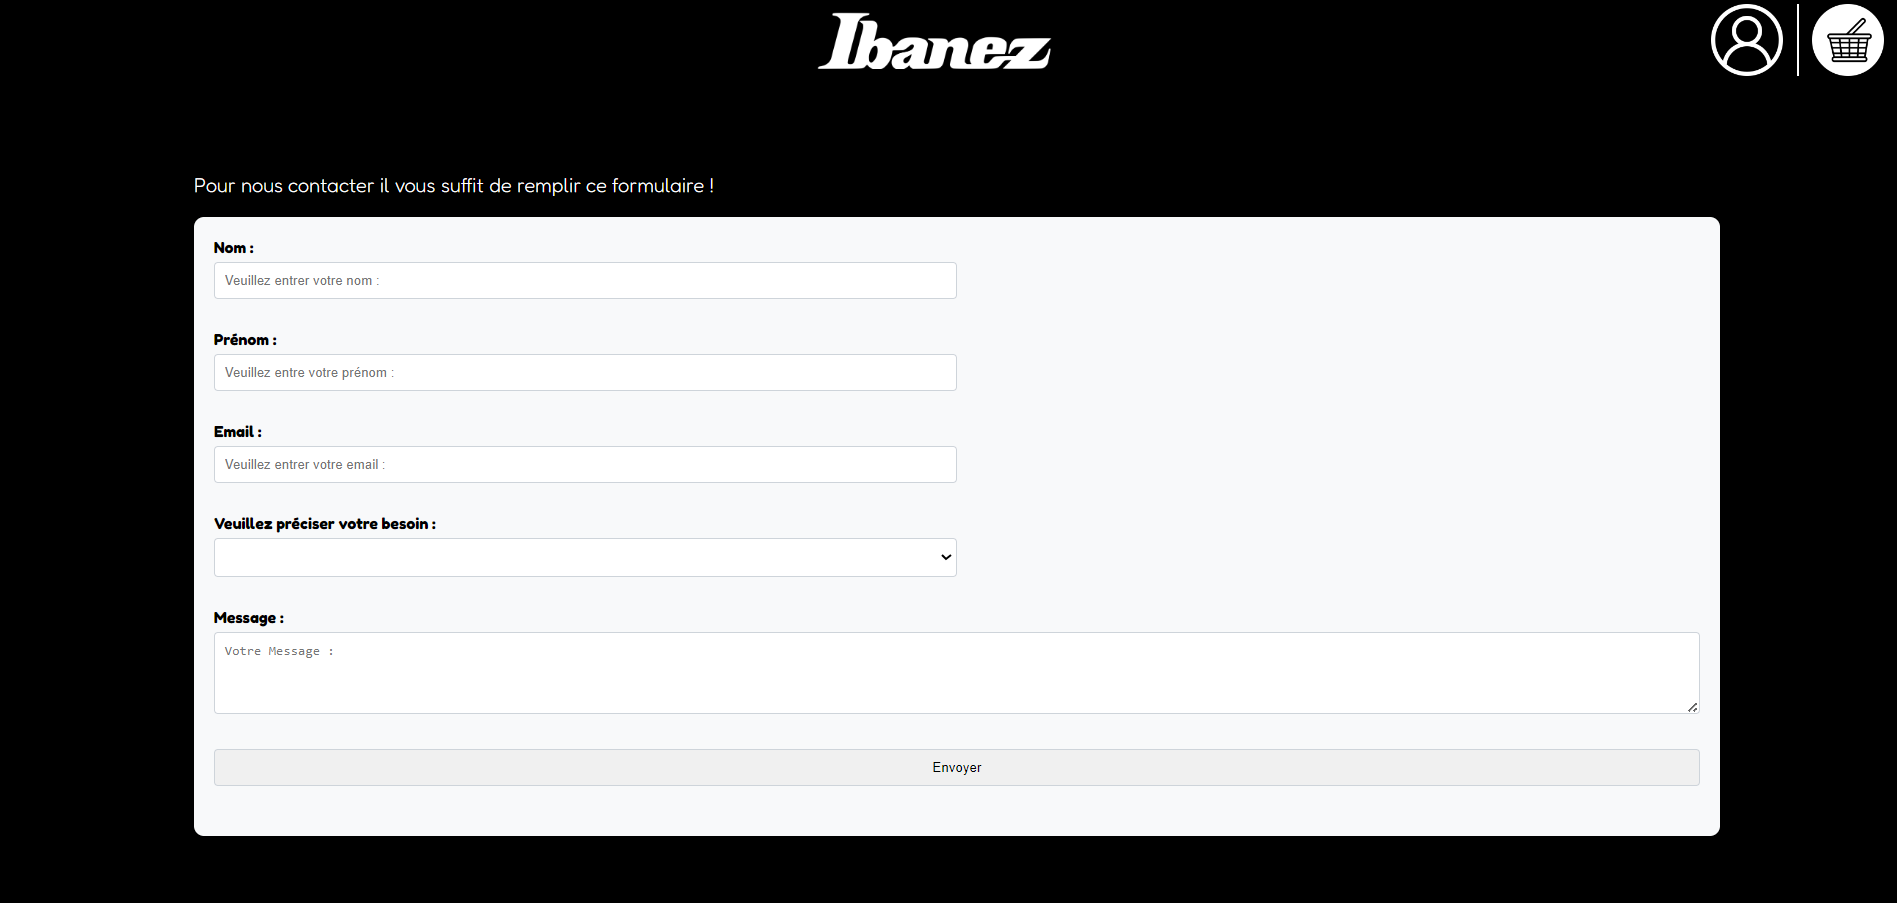 Ibanez
Pour nous contacter il vous suffit de remplir ce formulaire !
Nom :
Veuillez entrer votre nom :
Prénom :
Veuillez entre votre prénom :
Email :
Veuillez entrer votre email :
Veuillez préciser votre besoin :
Message :
Votre Message :
Envoyer